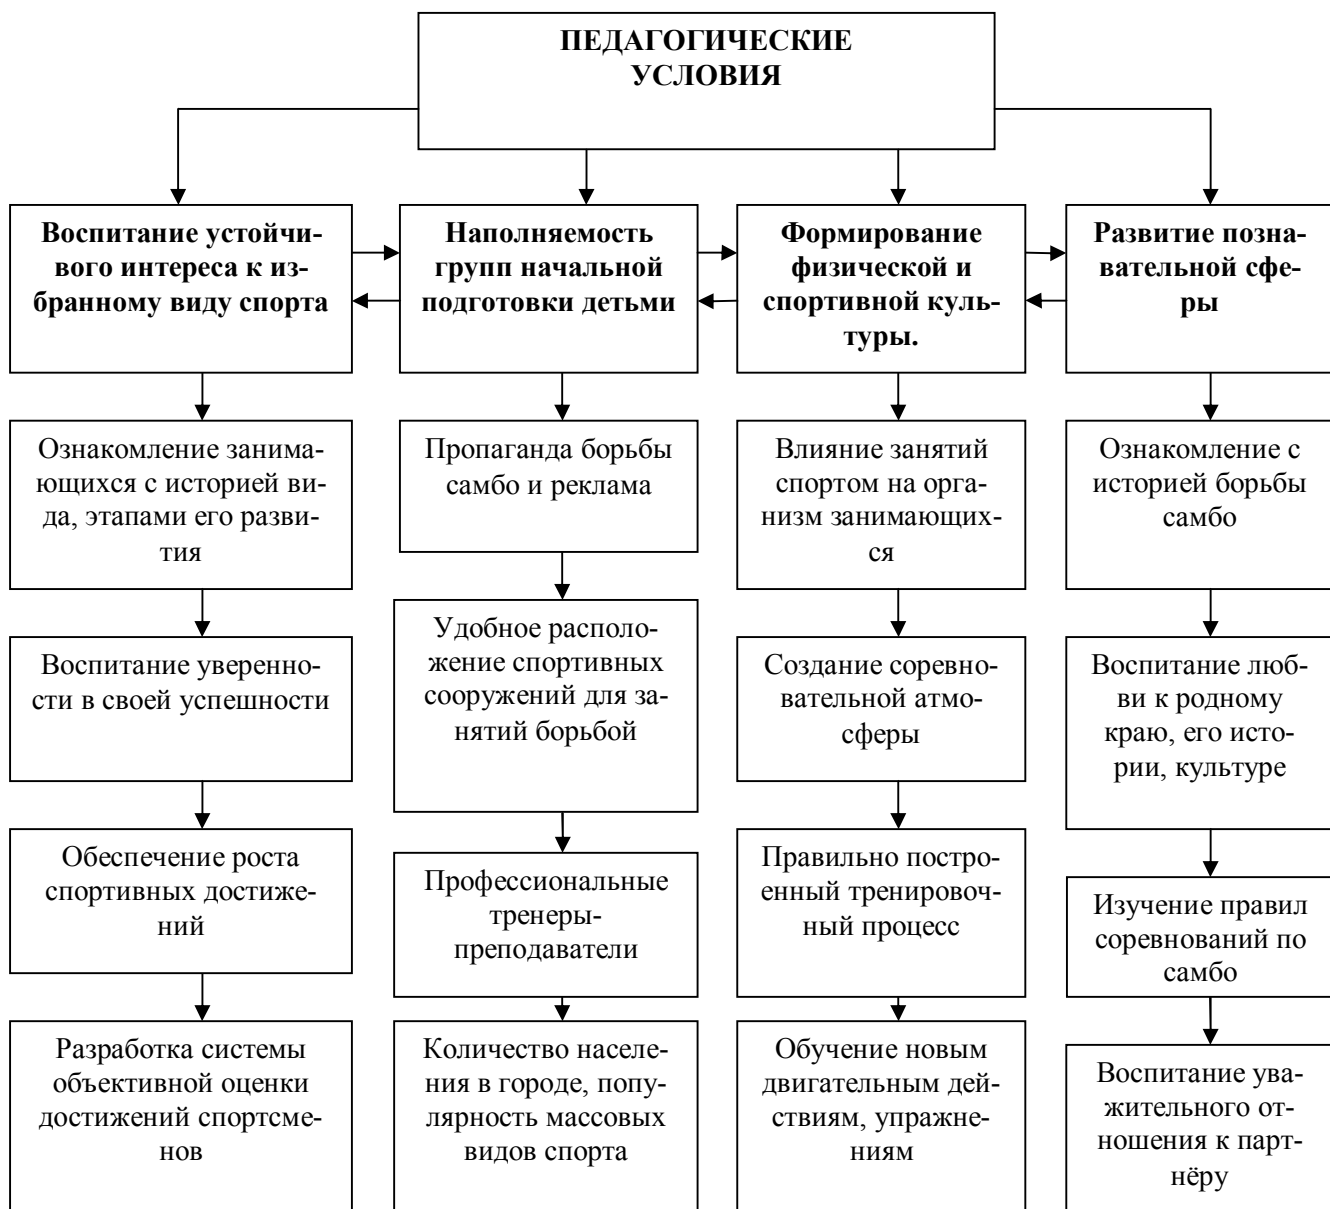 ПЕДАГОГИЧЕСКИЕ
УСЛОВИЯ
Воспитание устойчи-
вого интереса к из-
бранному виду спорта
Наполняемость
групп начальной
подготовки детьми
Формирование
физической и
спортивной куль-
туры.
Развитие позна-
вательной сфе-
ры
Ознакомление занима-
ющихся с историей ви-
да, этапами его разви-
тия
Пропаганда борьбы
самбо и реклама
Влияние занятий
спортом на орга-
низм занимающих-
ся
Ознакомление с
историей борьбы
самбо
Воспитание уверенно-
сти в своей успешности
Удобное располо-
жение спортивных
сооружений для за-
нятий борьбой
Создание соревно-
вательной атмо-
сферы
Воспитание люб-
ви к родному
краю, его исто-
рии, культуре
Обеспечение роста
спортивных достиже-
ний
Профессиональные
тренеры-
преподаватели
Правильно постро-
енный тренировоч-
ный процесс
Изучение правил
соревнований по
самбо
Разработка системы
объективной оценки
достижений спортсме-
нов
Количество населе-
ния в городе, попу-
лярность массовых
видов спорта
Обучение новым
двигательным дей-
ствиям, упражне-
ниям
Воспитание ува-
жительного от-
ношения к парт-
нёру